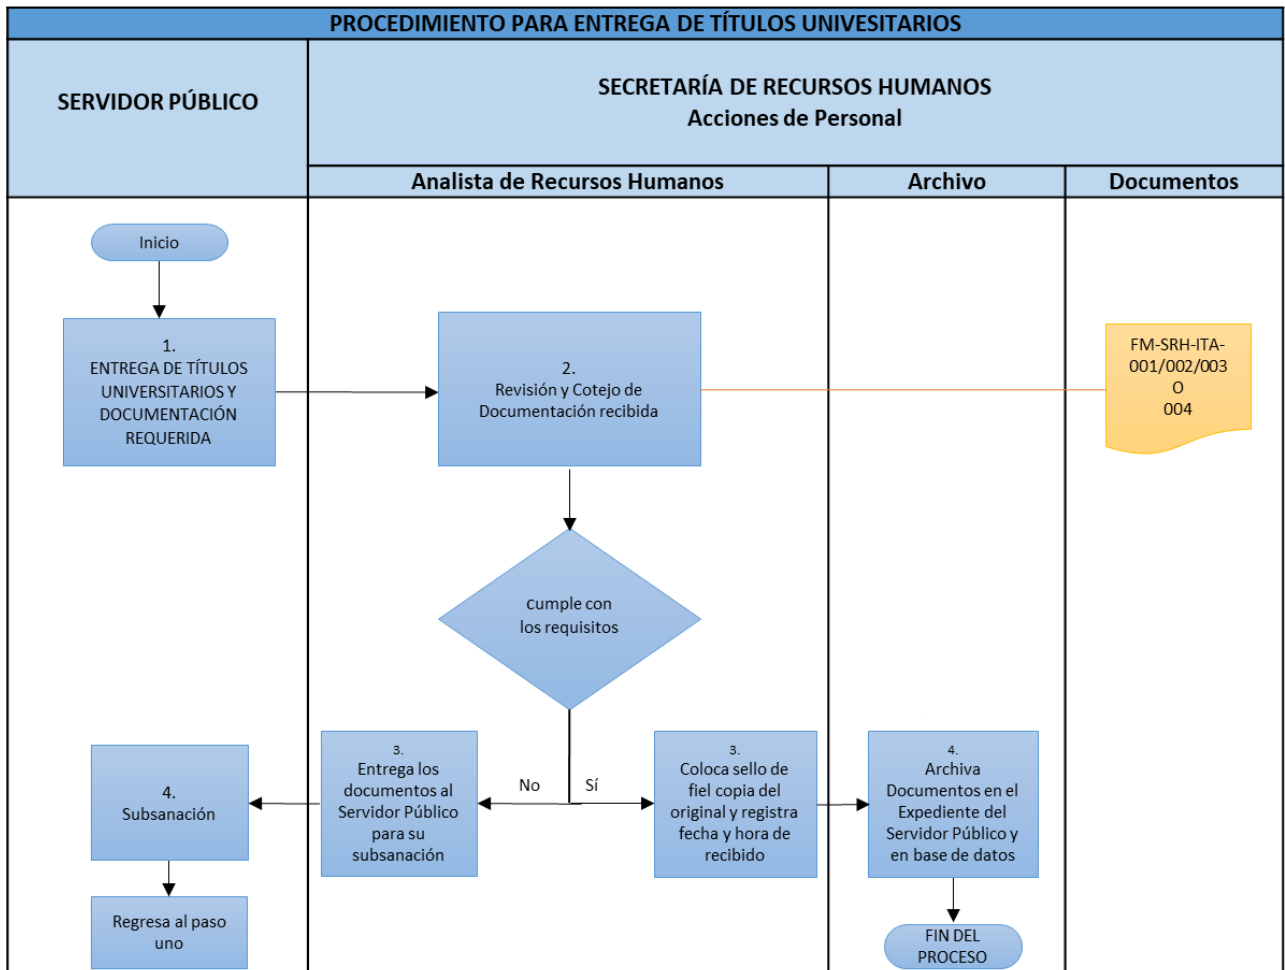 PROCEDIMIENTO PARA ENTREGA DE TÍTULOS UNIVESITARIOS
SERVIDOR PÚBLICO
SECRETARÍA DE RECURSOS HUMANOS
Acciones de Personal
Analista de Recursos Humanos
Archivo
Documentos
Inicio
1.
ENTREGA DE TÍTULOS
UNIVERSITARIOS Y
DOCUMENTACIÓN
REQUERIDA
2.
Revisión y Cotejo de
Documentación recibida
FM-SRH-ITA-
001/002/003
O
004
cumple con
los requisitos
No
Sí
3.
Entrega los
documentos al
Servidor Público
para su
subsanación
3.
Coloca sello de
fiel copia del
original y registra
fecha y hora de
recibido
4.
Archiva
Documentos en el
Expediente del
Servidor Público y
en base de datos
4.
Subsanación
Regresa al paso
uno
FIN DEL
PROCESO